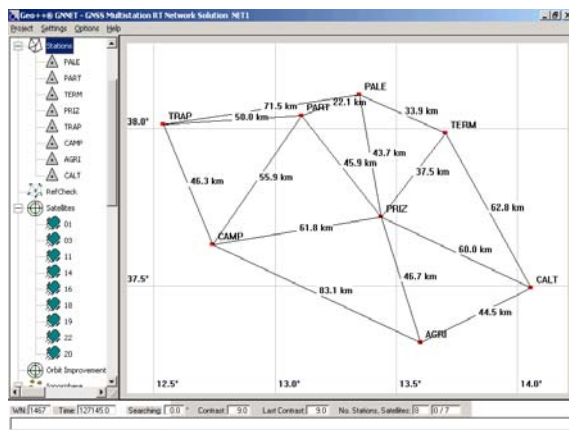 Geo++® GNNET - GNSS Multistation RT Network Solution NET1
Project Settings Options Help
Stations
PALE
PART
TERM
PRIZ
TRAP
CAMP
AGRI
CALT
RefCheck
Satellites
01
03
11
14
16
18
19
22
20
Orbit Improvement
Ionosphere
PALE
71.5 km
22.1 km
PART
33.9 km
TRAP
50.0 km
38.0°
TERM
43.7 km
45.9 km
37.5 km
46.3 km
55.9 km
62.8 km
PRIZ
61.8 km
CAMP
60.0 km
46.7 km
83.1 km
37.5°
CALT
44.5 km
AGRI
12.5°
13.0°
13.5°
14.0°
WN: 1467 Time: 127145.0 Searching: 0.0 ° Contrast: 9.0 Last Contrast: 9.0 No. Stations, Satellites: 8 0 / 7